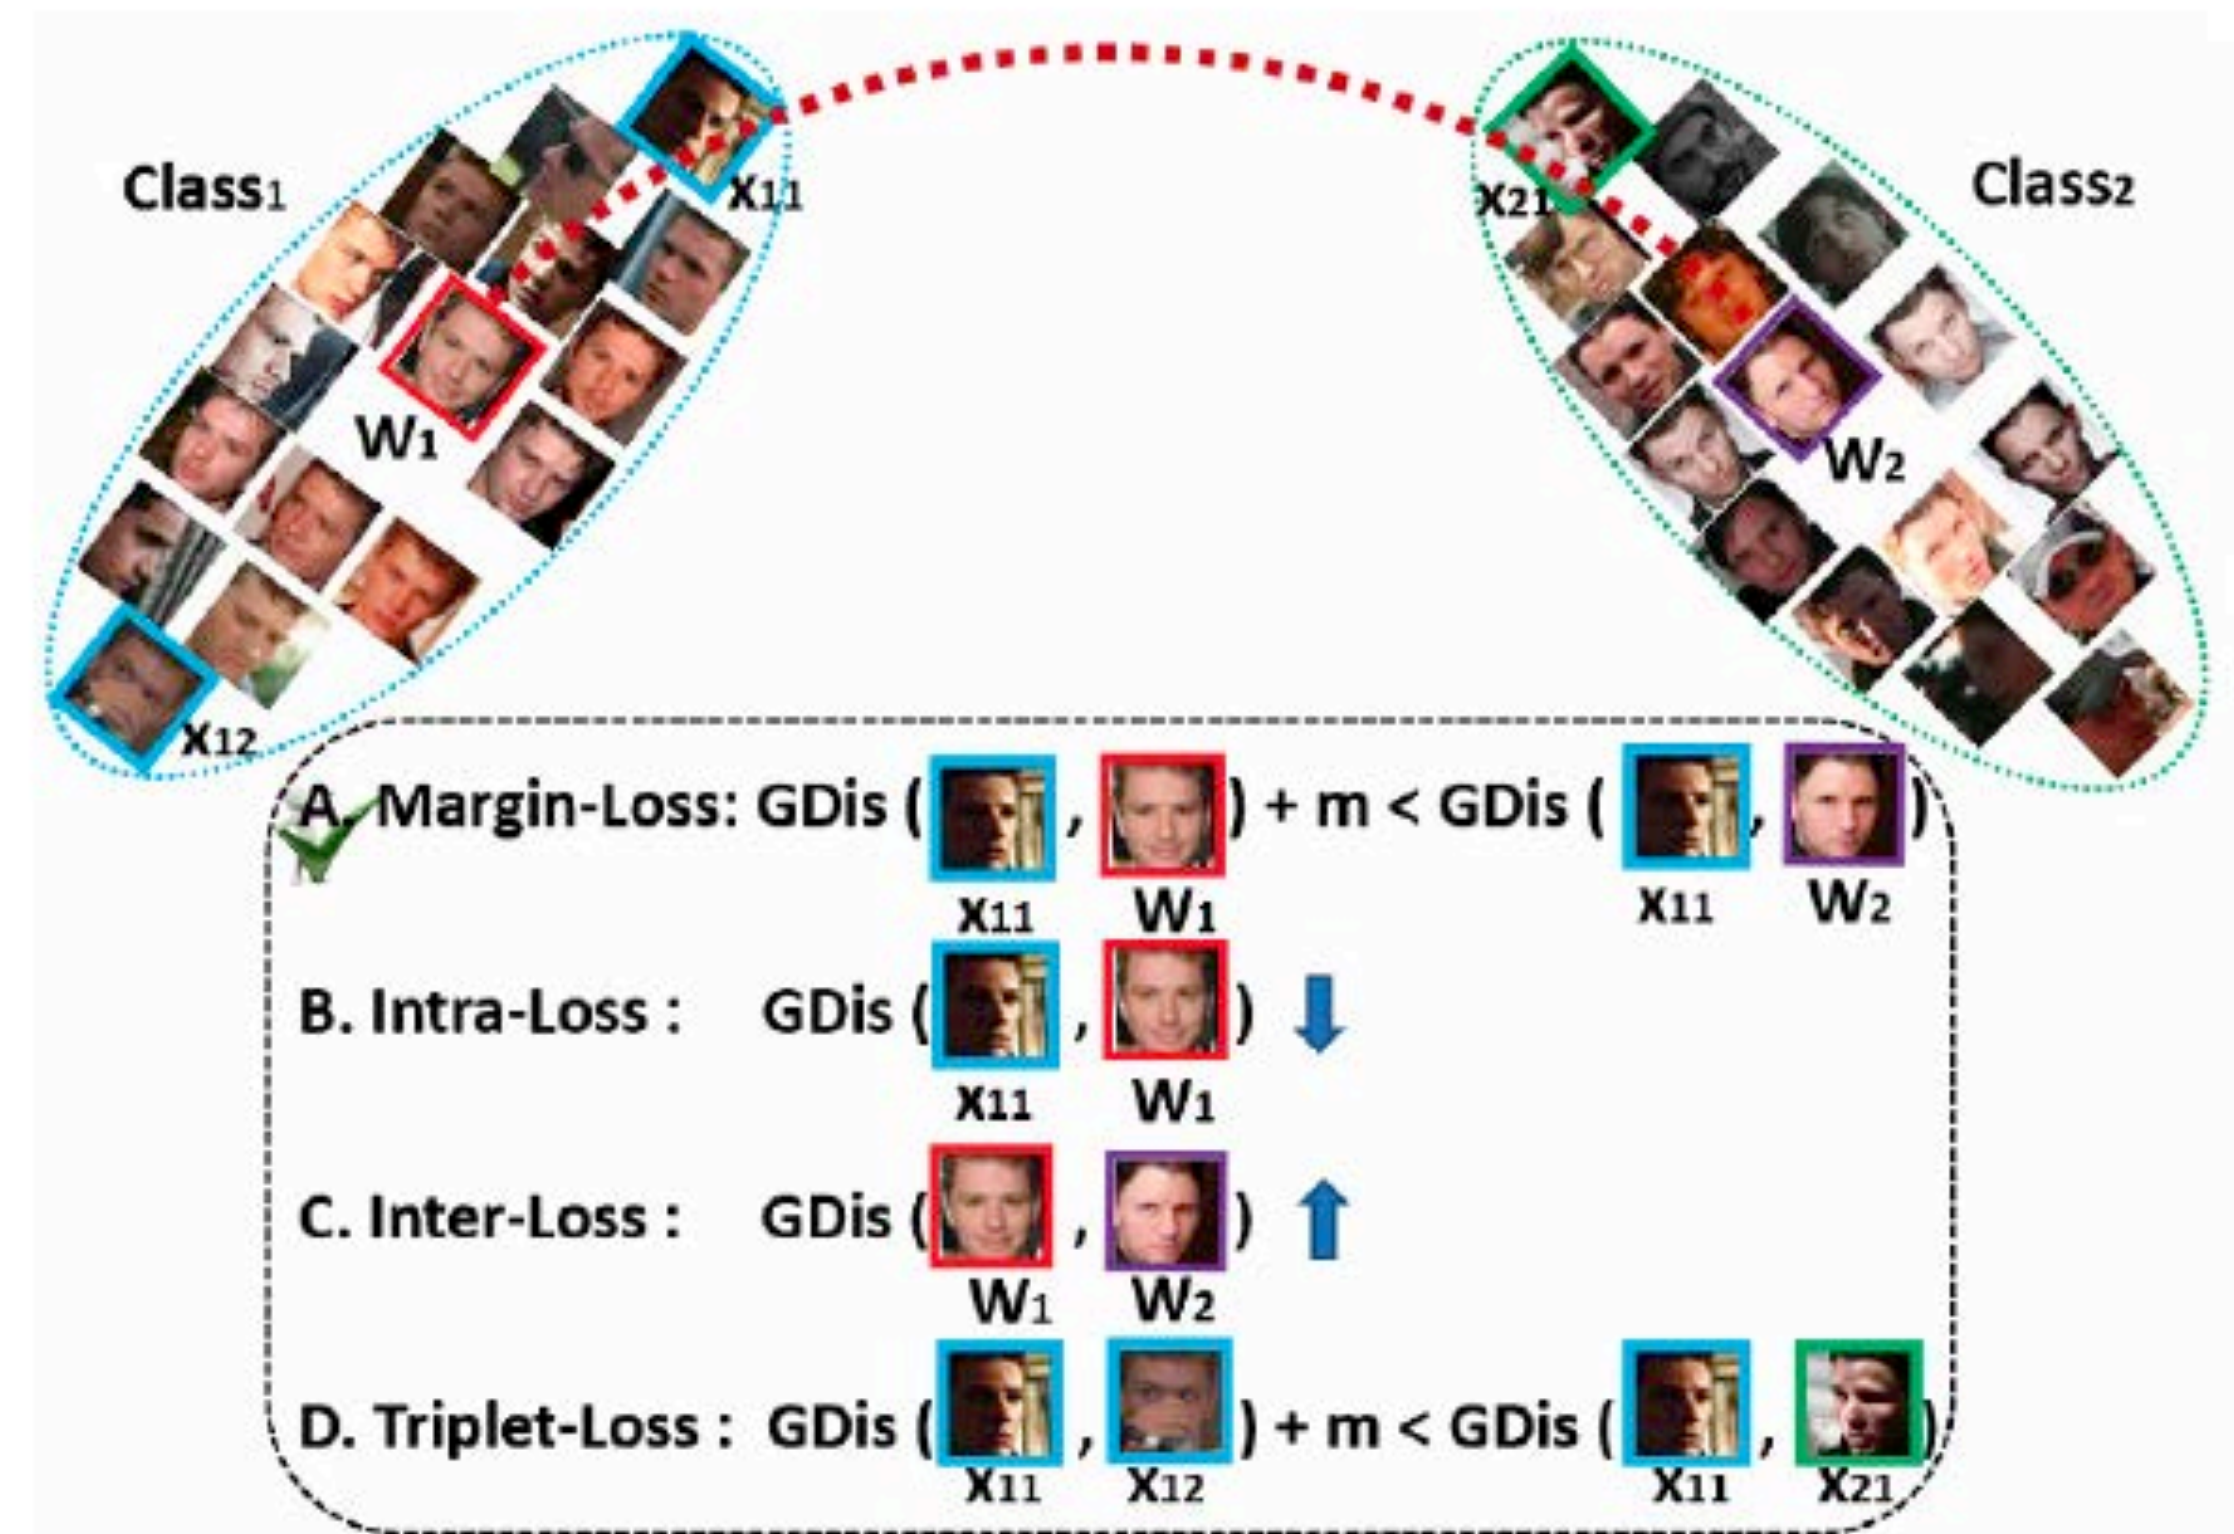 Class1
x11
x21
Class2
W1
W2
x12
A. Margin-Loss: GDis ( , ) + m < GDis ( , )
x11 W1 x11 W2
B. Intra-Loss : GDis ( , )
x11 W1
C. Inter-Loss : GDis ( , )
W1 W2
D. Triplet-Loss : GDis ( , ) + m < GDis ( , )
x11 x12 x11 x21